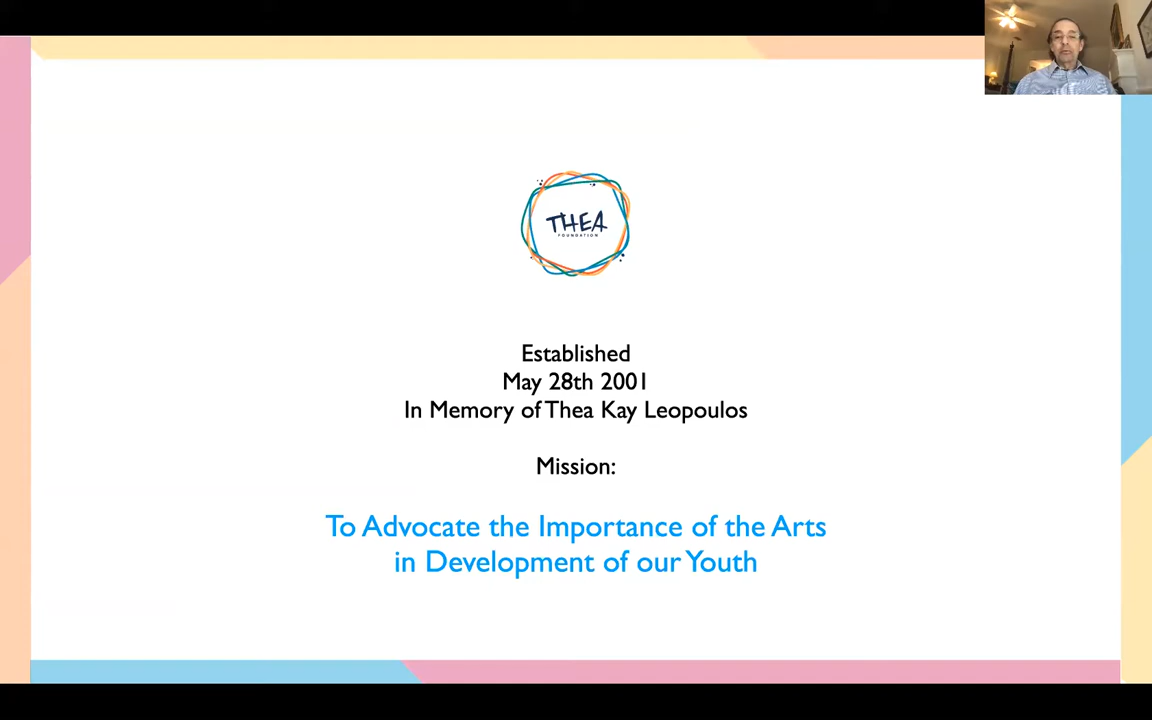 THEA
FOUNDATION
Established
May 28th 2001
In Memory of Thea Kay Leopoulos
Mission:
To Advocate the Importance of the Arts
in Development of our Youth